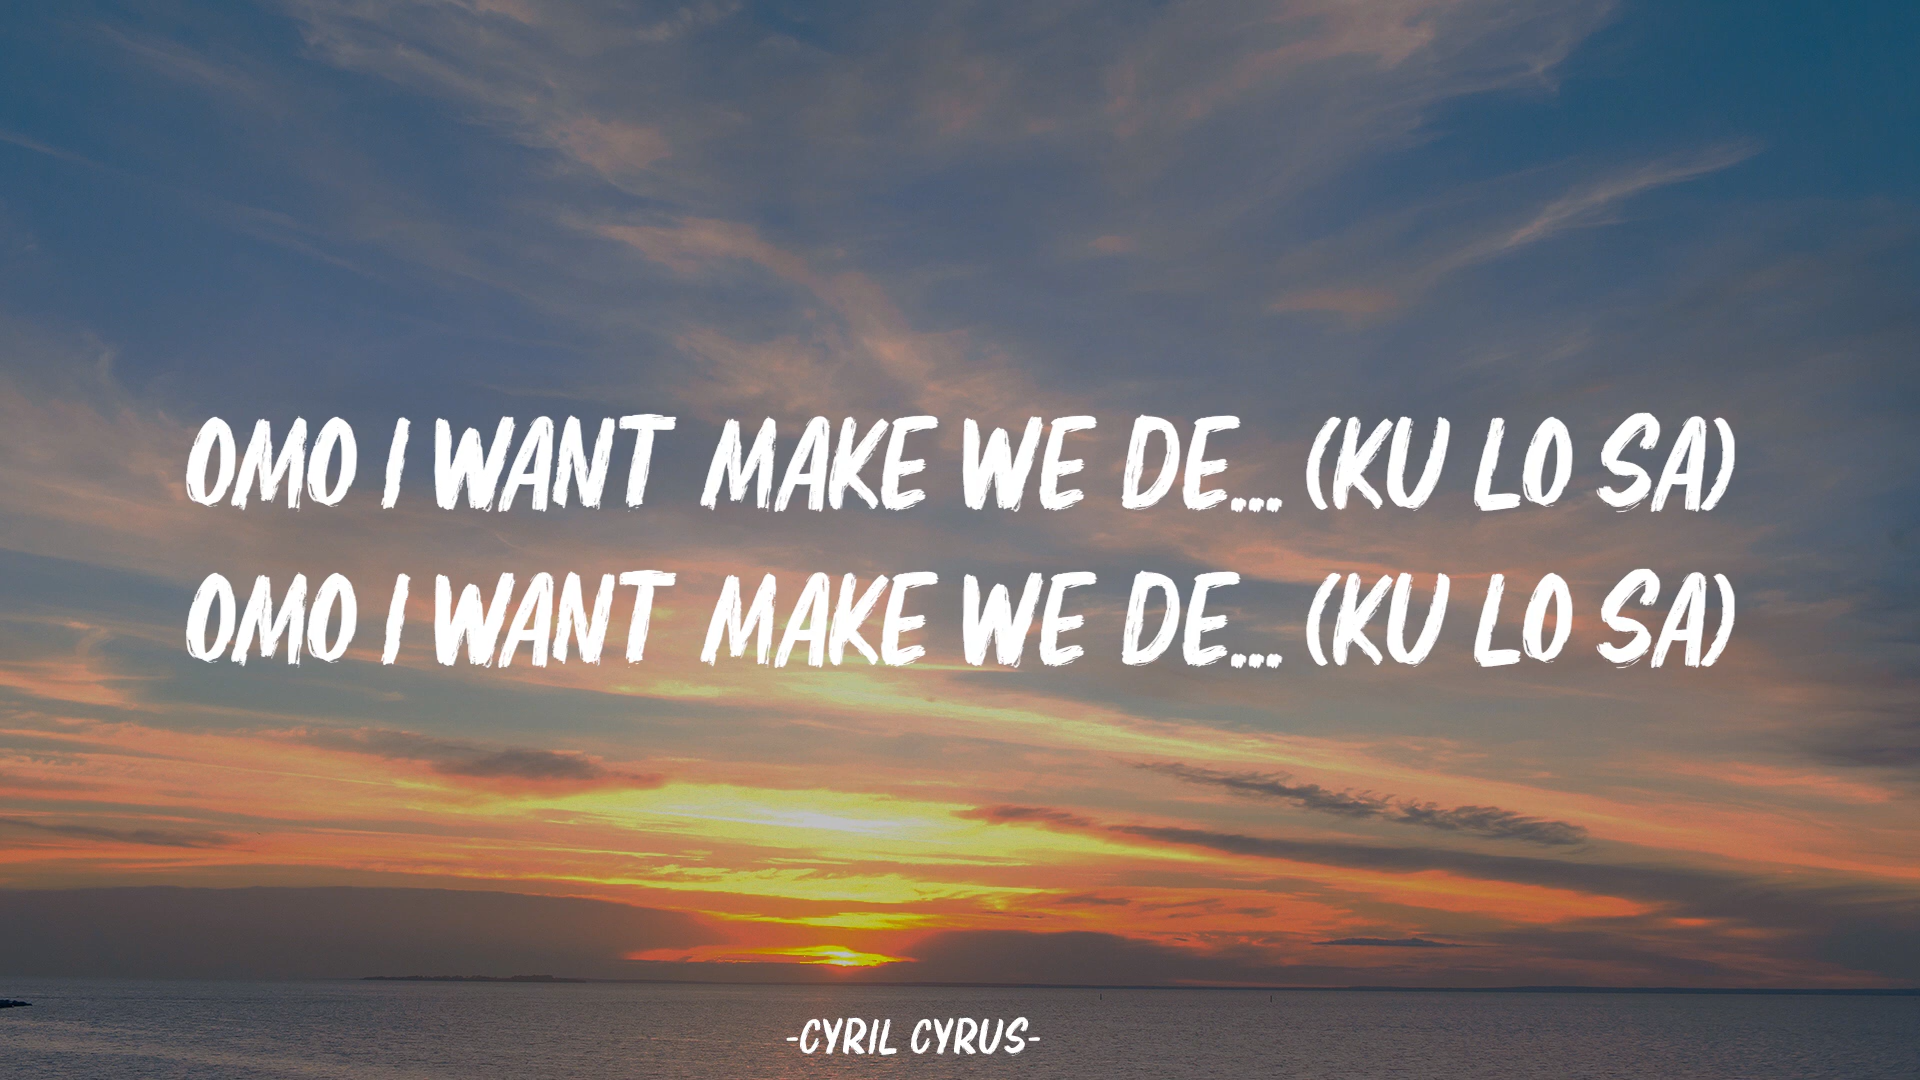 OMO I WANT MAKE WE DE... (KU LO SA)
OMO I WANT MAKE WE DE... (KU LO SA)
-CYRIL CYRUS-